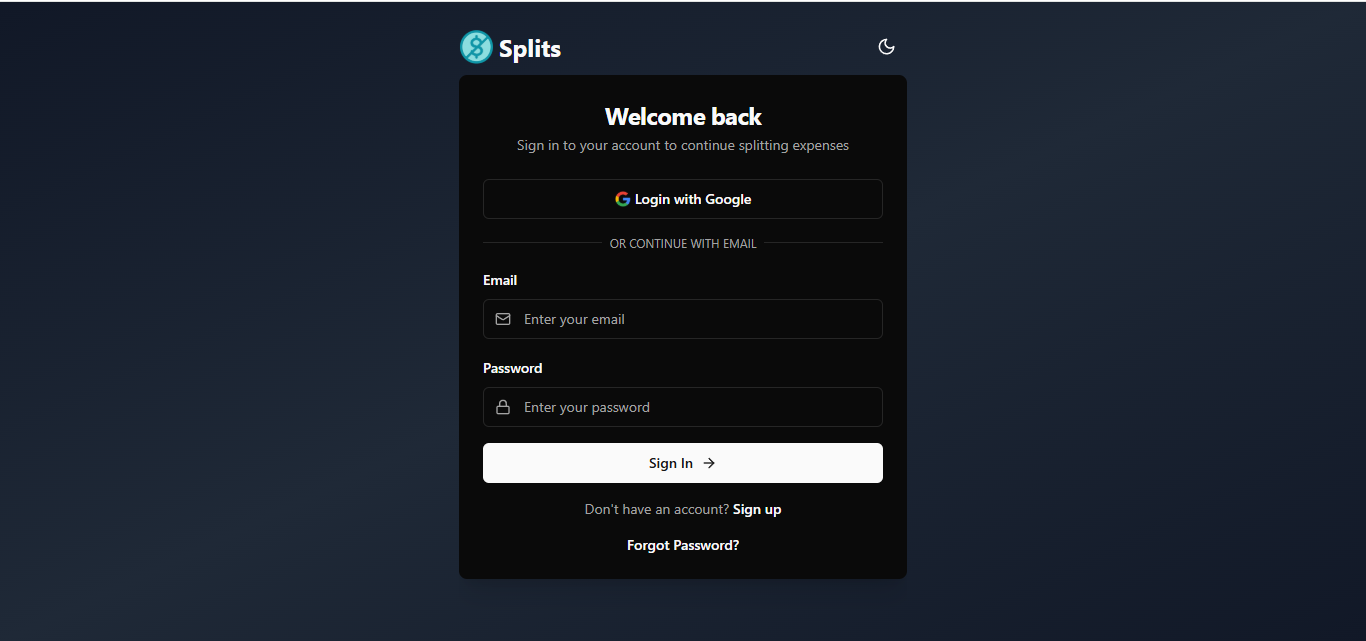 Splits
Welcome back
Sign in to your account to continue splitting expenses
Login with Google
OR CONTINUE WITH EMAIL
Email
Enter your email
Password
Enter your password
Sign In
Don't have an account? Sign up
Forgot Password?